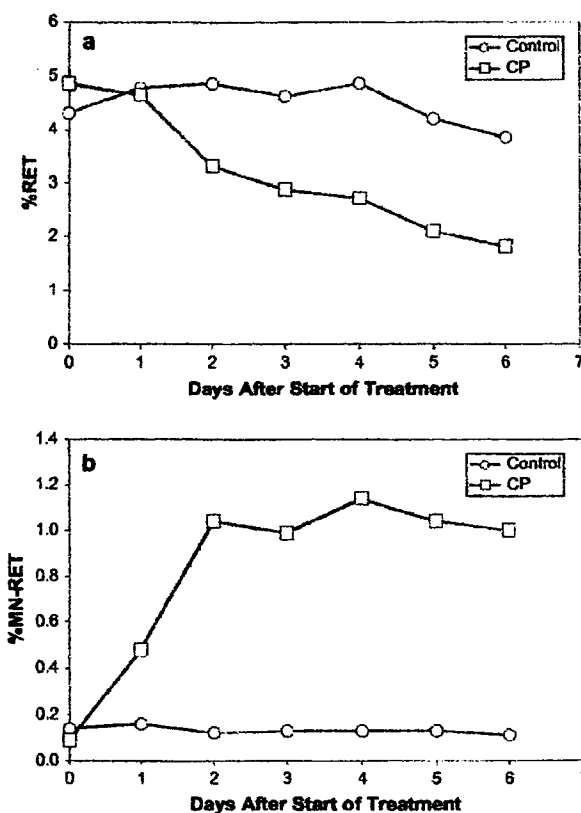 a
Control
CP
%RET
6
5
4
3
2
1
0
0 1 2 3 4 5 6 7
Days After Start of Treatment
b
Control
CP
%MN-RET
1.4
1.2
1.0
0.8
0.6
0.4
0.2
0.0
0 1 2 3 4 5 6 7
Days After Start of Treatment